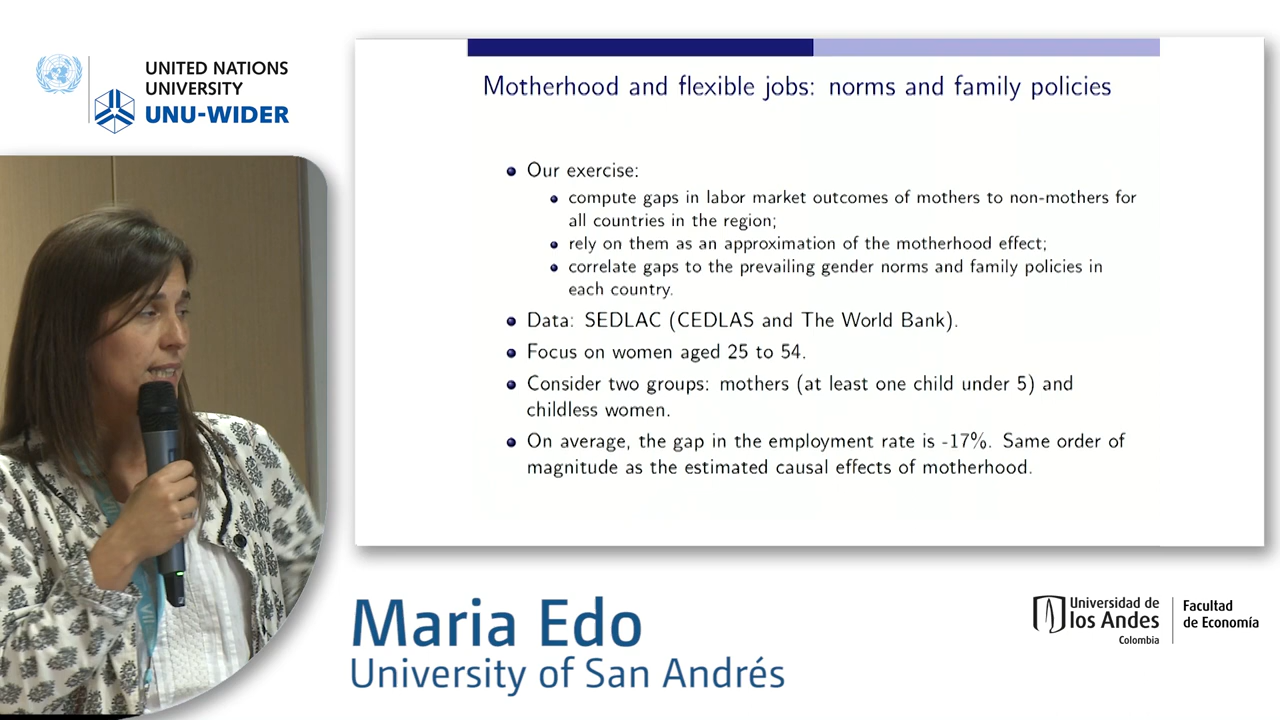 UNITED NATIONS
UNIVERSITY
UNU-WIDER
Motherhood and flexible jobs: norms and family policies
Our exercise:
compute gaps in labor market outcomes of mothers to non-mothers for
all countries in the region;
rely on them as an approximation of the motherhood effect;
correlate gaps to the prevailing gender norms and family policies in
each country.
Data: SEDLAC (CEDLAS and The World Bank).
Focus on women aged 25 to 54.
Consider two groups: mothers (at least one child under 5) and
childless women.
On average, the gap in the employment rate is -17%. Same order of
magnitude as the estimated causal effects of motherhood.
Maria Edo
University of San Andrés
Universidad de
los Andes
Colombia
Facultad
de Economía